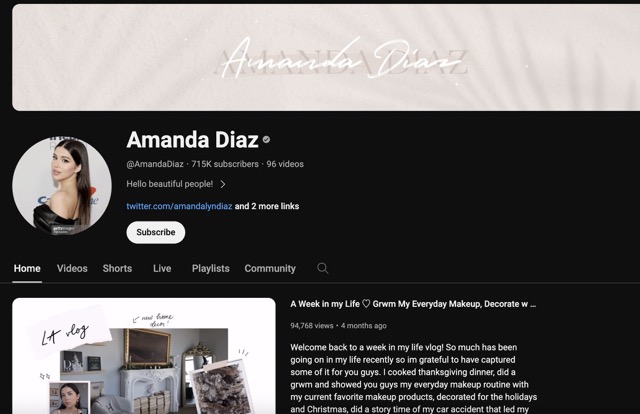 AMANDA DIAZ
Amanda Diaz
Amanda Diaz
@AmandaDiaz · 715K subscribers · 96 videos
Hello beautiful people! >
twitter.com/amandalyndiaz and 2 more links
Subscribe
Home Videos Shorts Live Playlists Community
LA vlog
new home
decor!
A Week in my Life ♡ Grwm My Everyday Makeup, Decorate w ...
94,768 views · 4 months ago
Welcome back to a week in my life vlog! So much has been
going on in my life recently so im grateful to have captured
some of it for you guys. I cooked thanksgiving dinner, did a
grwm and showed you guys my everyday makeup routine with
my current favorite makeup products, decorated for the holidays
and Christmas, did a story time of my car accident that led my